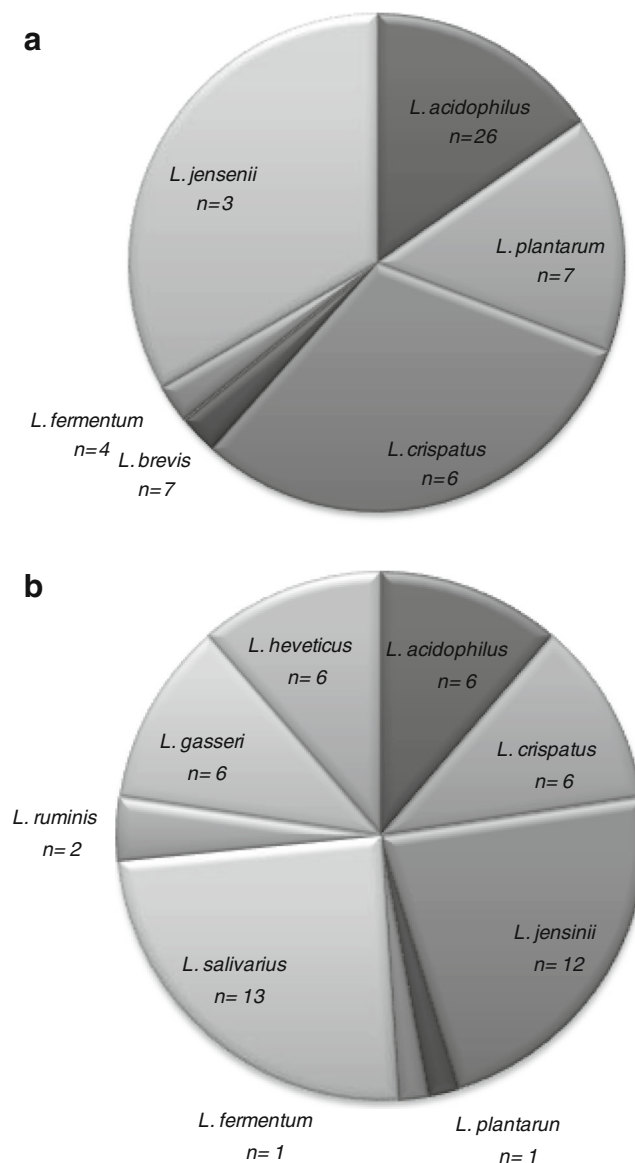 a
L. acidophilus
n=26
L. jensenii
n=3
L. plantarum
n=7
L. crispatus
n=6
L. fermentum
n=4
L. brevis
n=7
b
L. heveticus
n= 6
L. acidophilus
n= 6
L. gasseri
n= 6
L. crispatus
n= 6
L. ruminis
n= 2
L. jensinii
n= 12
L. salivarius
n= 13
L. fermentum
n= 1
L. plantarun
n= 1